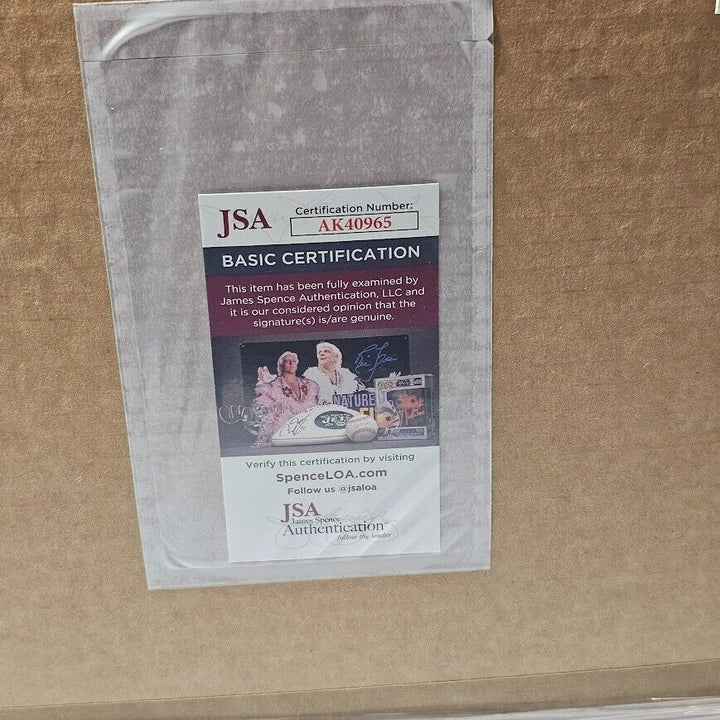 JSA
Certification Number:
AK40965
BASIC CERTIFICATION
This item has been fully examined by
James Spence Authentication, LLC and
it is our considered opinion that the
signature(s) is/are genuine.
NATURE
JETS
Verify this certification by visiting
SpenceLOA.com
Follow us @jsaloa
JSA
James Spence
Authentication
follow the leader